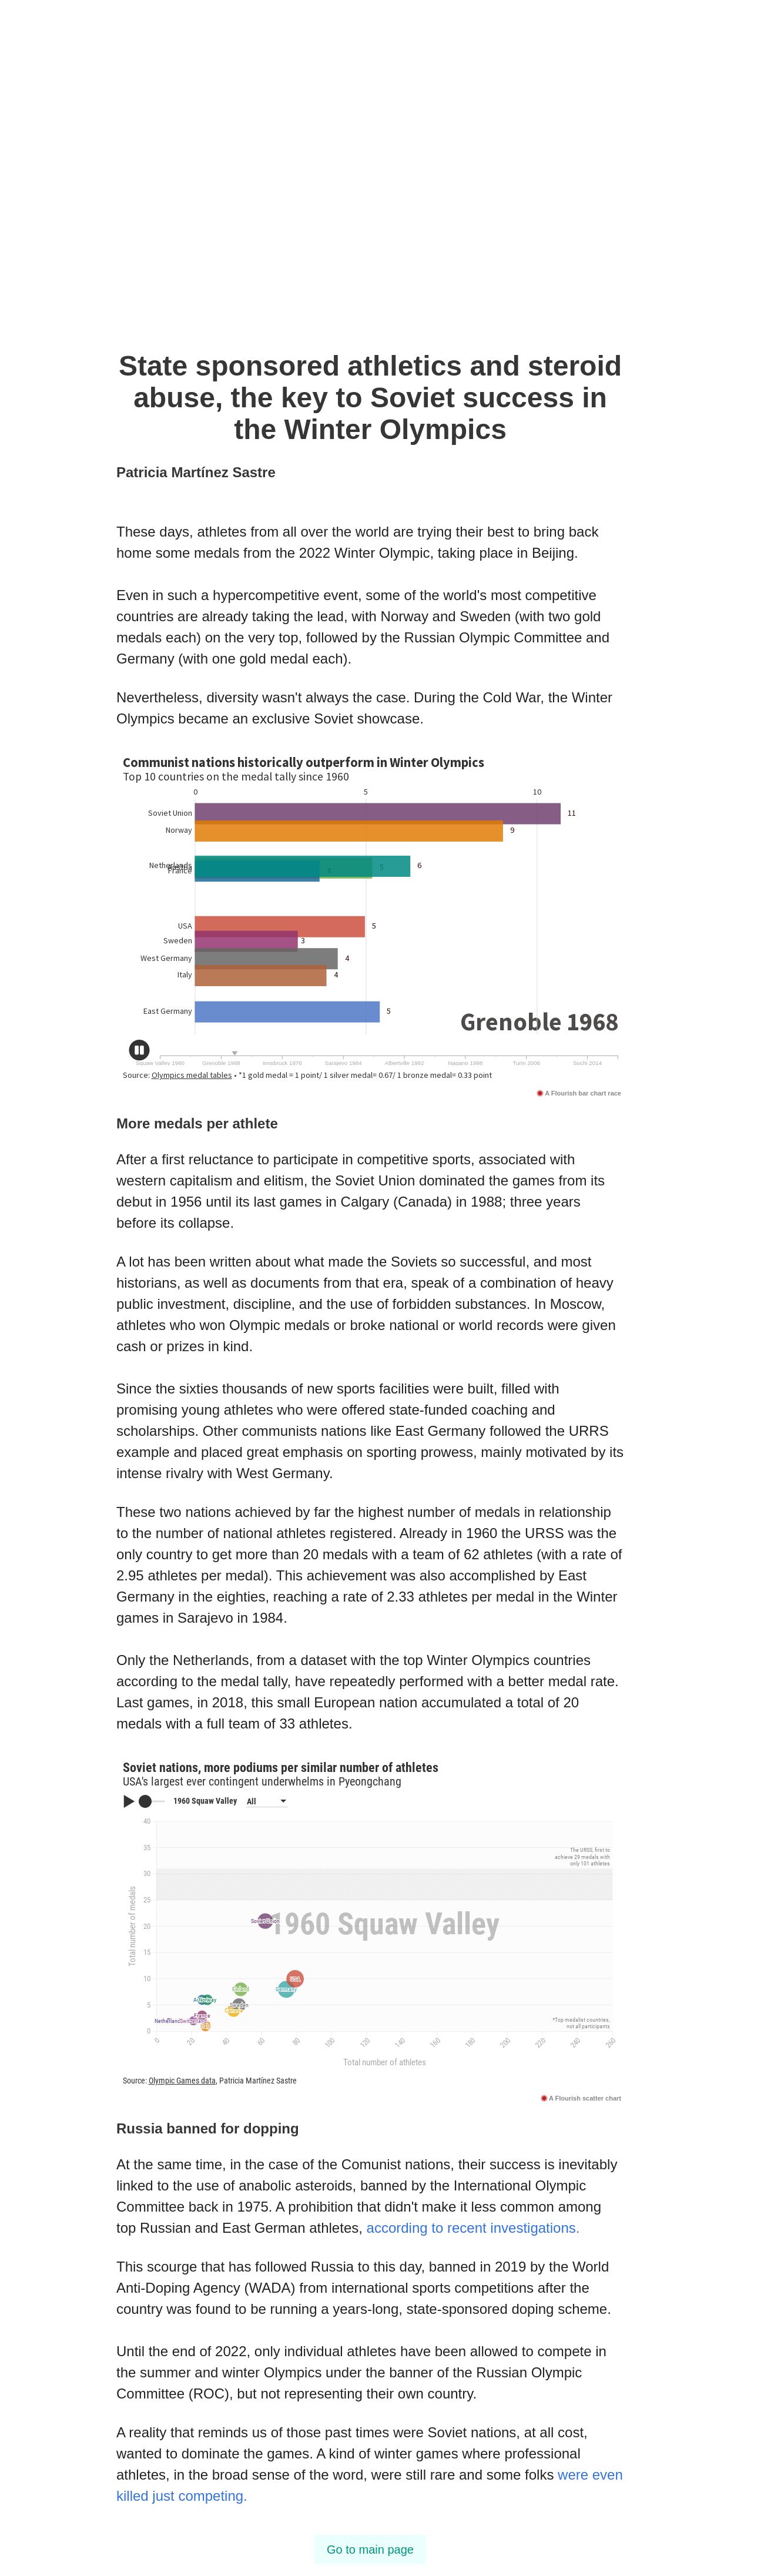 State sponsored athletics and steroid
abuse, the key to Soviet success in
the Winter Olympics
Patricia Martínez Sastre
These days, athletes from all over the world are trying their best to bring back
home some medals from the 2022 Winter Olympic, taking place in Beijing.
Even in such a hypercompetitive event, some of the world's most competitive
countries are already taking the lead, with Norway and Sweden (with two gold
medals each) on the very top, followed by the Russian Olympic Committee and
Germany (with one gold medal each).
Nevertheless, diversity wasn't always the case. During the Cold War, the Winter
Olympics became an exclusive Soviet showcase.
Communist nations historically outperform in Winter Olympics
Top 10 countries on the medal tally since 1960
0 5 10
Soviet Union 11
Norway 9
Netherlands 6
France
USA 5
Sweden 3
West Germany 4
Italy 4
East Germany 5
Grenoble 1968
Squaw Valley 1960 Grenoble 1968 Innsbruck 1976 Sarajevo 1984 Albertville 1992 Nagano 1998 Turin 2006 Sochi 2014
Source: Olympics medal tables • *1 gold medal = 1 point/ 1 silver medal= 0.67/ 1 bronze medal= 0.33 point
A Flourish bar chart race
More medals per athlete
After a first reluctance to participate in competitive sports, associated with
western capitalism and elitism, the Soviet Union dominated the games from its
debut in 1956 until its last games in Calgary (Canada) in 1988; three years
before its collapse.
A lot has been written about what made the Soviets so successful, and most
historians, as well as documents from that era, speak of a combination of heavy
public investment, discipline, and the use of forbidden substances. In Moscow,
athletes who won Olympic medals or broke national or world records were given
cash or prizes in kind.
Since the sixties thousands of new sports facilities were built, filled with
promising young athletes who were offered state-funded coaching and
scholarships. Other communists nations like East Germany followed the URRS
example and placed great emphasis on sporting prowess, mainly motivated by its
intense rivalry with West Germany.
These two nations achieved by far the highest number of medals in relationship
to the number of national athletes registered. Already in 1960 the URSS was the
only country to get more than 20 medals with a team of 62 athletes (with a rate of
2.95 athletes per medal). This achievement was also accomplished by East
Germany in the eighties, reaching a rate of 2.33 athletes per medal in the Winter
games in Sarajevo in 1984.
Only the Netherlands, from a dataset with the top Winter Olympics countries
according to the medal tally, have repeatedly performed with a better medal rate.
Last games, in 2018, this small European nation accumulated a total of 20
medals with a full team of 33 athletes.
Soviet nations, more podiums per similar number of athletes
USA's largest ever contingent underwhelms in Pyeongchang
1960 Squaw Valley All
40
35
The URSS, first to
achieve 29 medals with
only 101 athletes
30
25
1960 Squaw Valley
20
15
10
5
*Top medalist countries,
not all participants
0
Total number of medals
0 20 40 60 80 100 120 140 160 180 200 220 240 260
Total number of athletes
Source: Olympic Games data, Patricia Martínez Sastre
A Flourish scatter chart
Russia banned for dopping
At the same time, in the case of the Comunist nations, their success is inevitably
linked to the use of anabolic asteroids, banned by the International Olympic
Committee back in 1975. A prohibition that didn't make it less common among
top Russian and East German athletes, according to recent investigations.
This scourge that has followed Russia to this day, banned in 2019 by the World
Anti-Doping Agency (WADA) from international sports competitions after the
country was found to be running a years-long, state-sponsored doping scheme.
Until the end of 2022, only individual athletes have been allowed to compete in
the summer and winter Olympics under the banner of the Russian Olympic
Committee (ROC), but not representing their own country.
A reality that reminds us of those past times were Soviet nations, at all cost,
wanted to dominate the games. A kind of winter games where professional
athletes, in the broad sense of the word, were still rare and some folks were even
killed just competing.
Go to main page